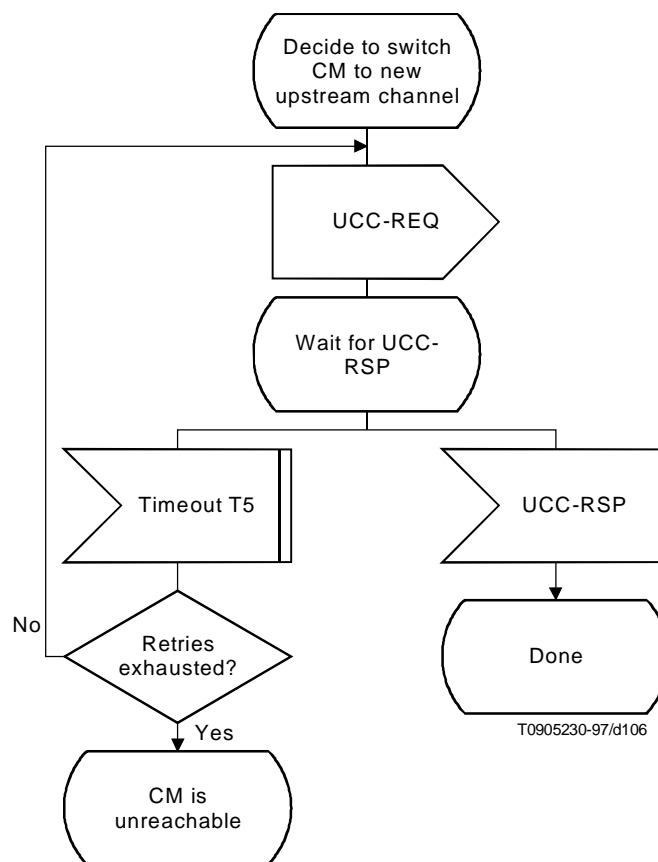 Decide to switch
CM to new
upstream channel
UCC-REQ
Wait for UCC-
RSP
Timeout T5
UCC-RSP
No
Retries
exhausted?
Done
Yes
T0905230-97/d106
CM is
unreachable